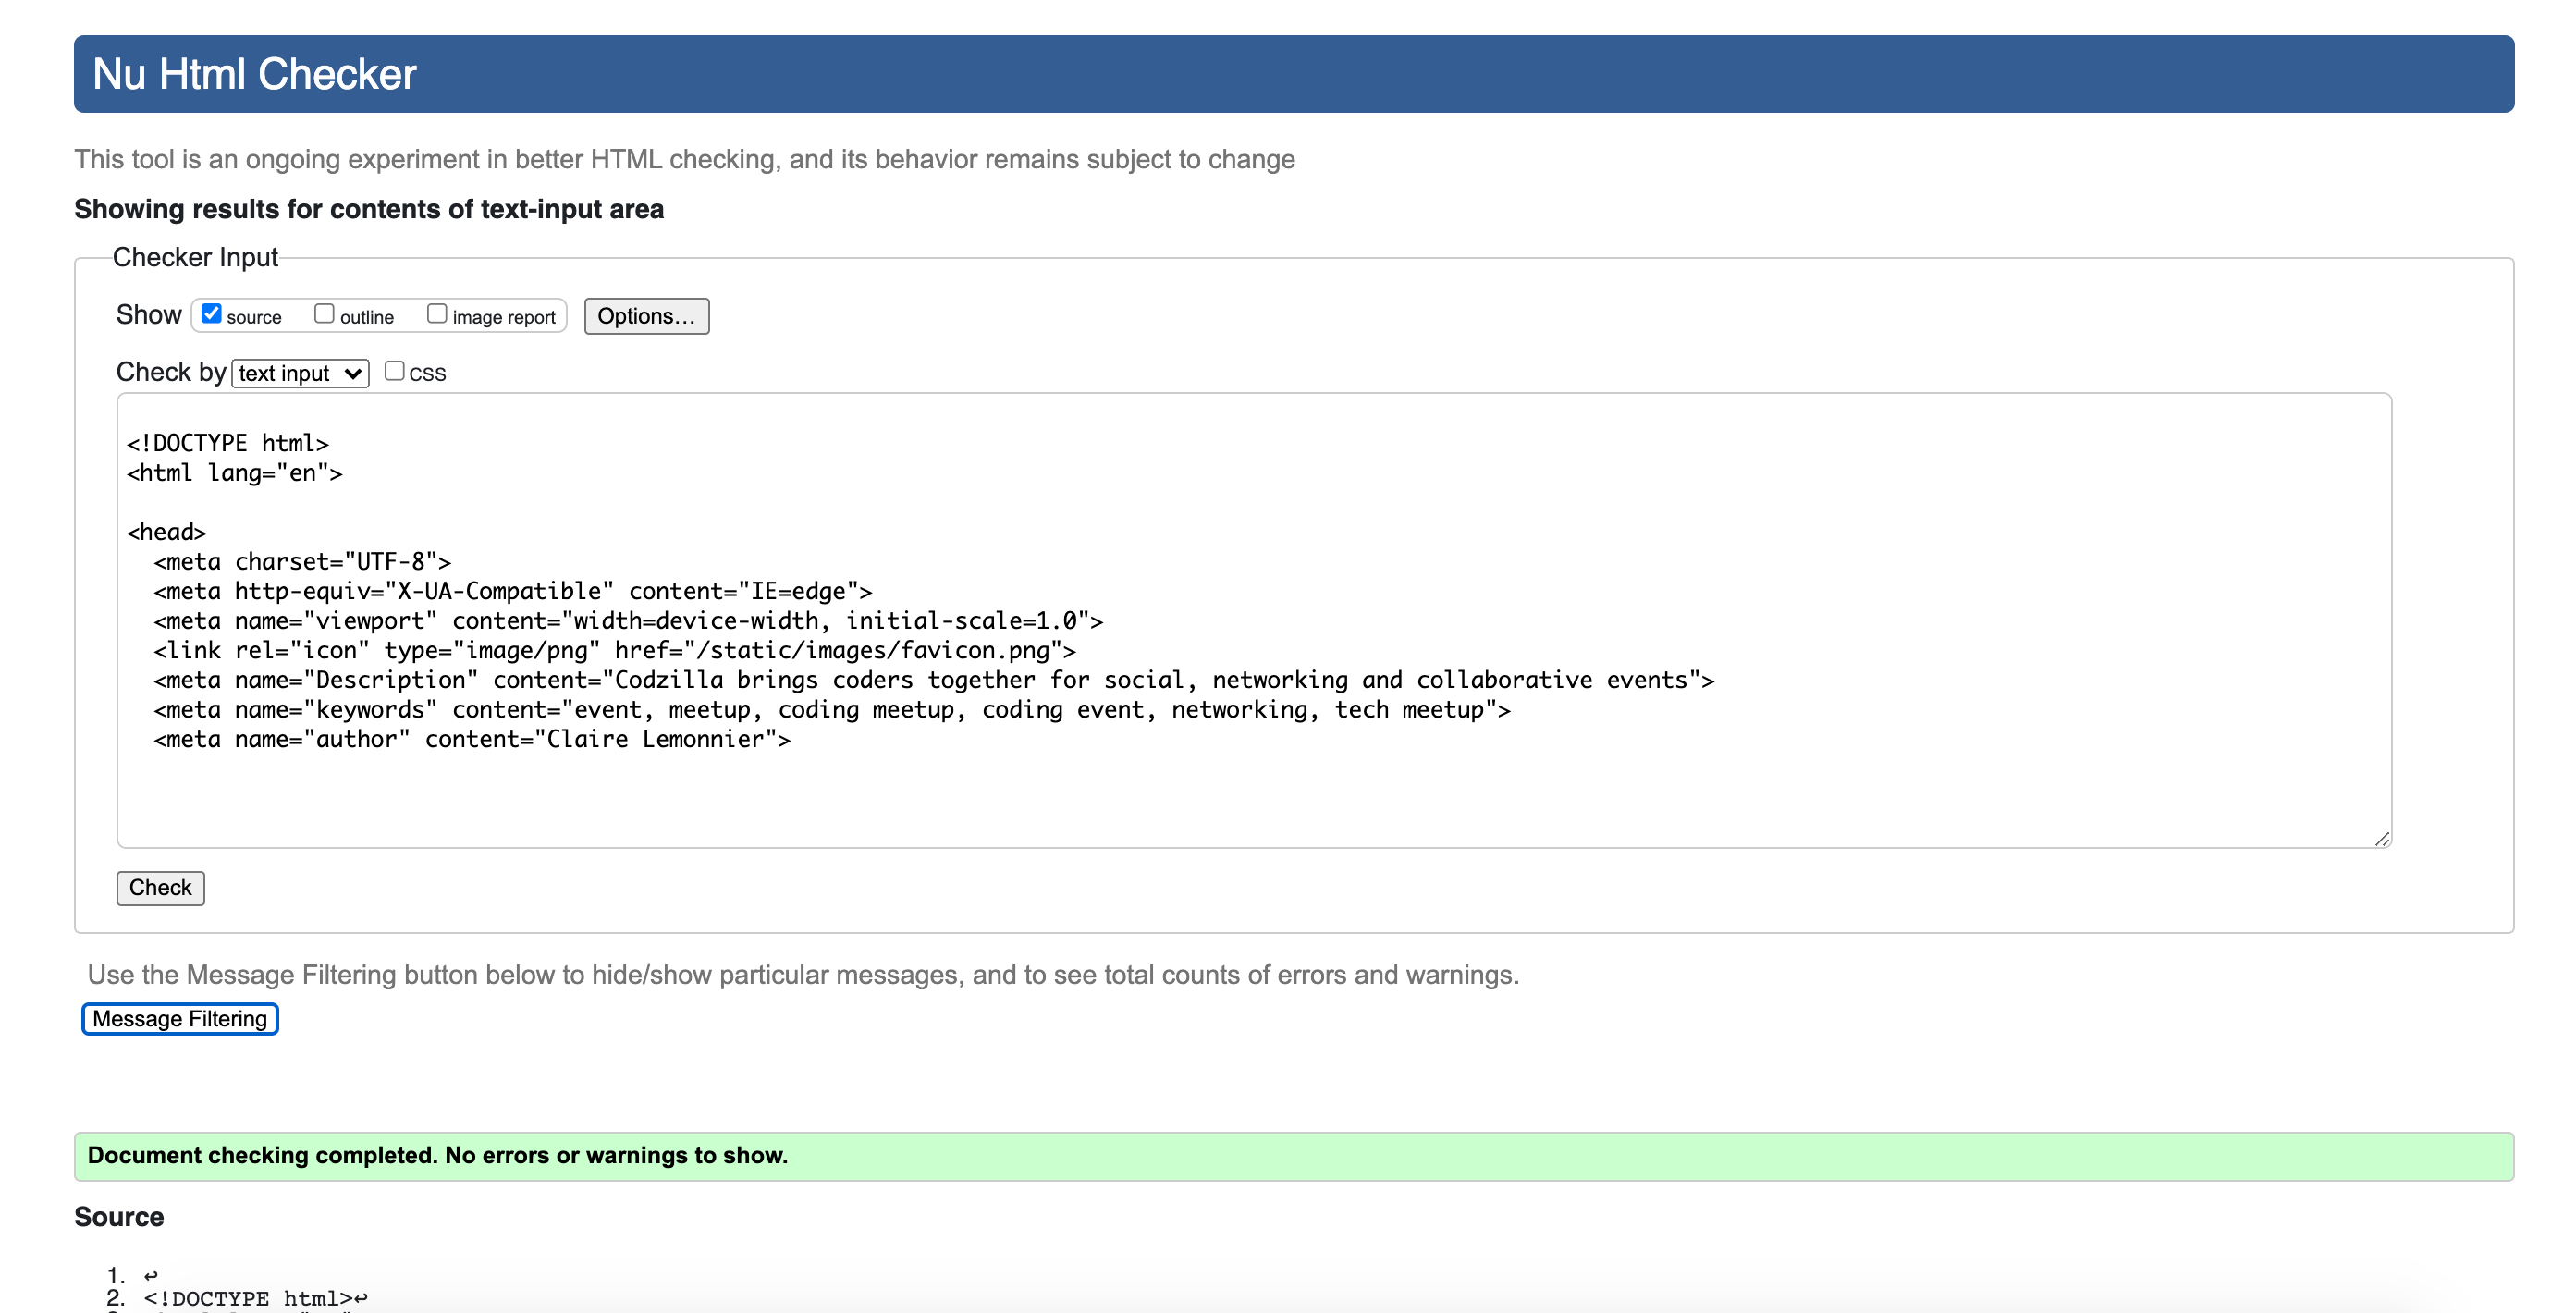 Nu Html Checker
This tool is an ongoing experiment in better HTML checking, and its behavior remains subject to change
Showing results for contents of text-input area
Checker Input
Show source outline image report Options...
Check by text input css
<!DOCTYPE html>
<html lang="en">
<head>
<meta charset="UTF-8">
<meta http-equiv="X-UA-Compatible" content="IE=edge">
<meta name="viewport" content="width=device-width, initial-scale=1.0">
<link rel="icon" type="image/png" href="/static/images/favicon.png">
<meta name="Description" content="Codzilla brings coders together for social, networking and collaborative events">
<meta name="keywords" content="event, meetup, coding meetup, coding event, networking, tech meetup">
<meta name="author" content="Claire Lemonnier">
Check
Use the Message Filtering button below to hide/show particular messages, and to see total counts of errors and warnings.
Message Filtering
Document checking completed. No errors or warnings to show.
Source
1. ↩
2. <!DOCTYPE html>↩